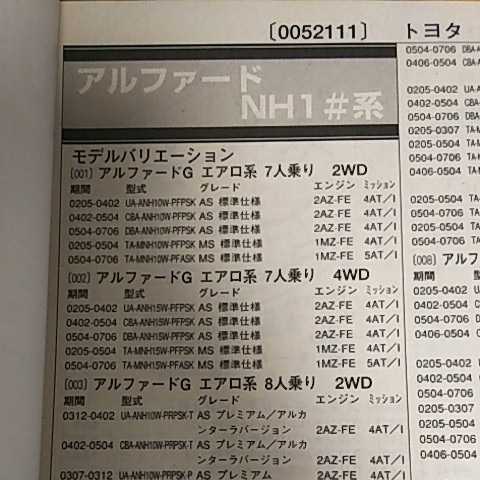 〔0052111〕 トヨタ
アルファード
NH1#系
モデルバリエーション
〔001〕 アルファードG エアロ系 7人乗り 2WD
期間 型式 グレード エンジン ミッション
0205-0402 UA-ANH10W-PFPSK AS 標準仕様 2AZ-FE 4AT/I
0402-0504 CBA-ANH10W-PFPSK AS 標準仕様 2AZ-FE 4AT/I
0504-0706 DBA-ANH10W-PFPSK AS 標準仕様 2AZ-FE 4AT/I
0205-0504 TA-MNH10W-PFASK MS 標準仕様 1MZ-FE 4AT/I
0504-0706 TA-MNH10W-PFASK MS 標準仕様 1MZ-FE 5AT/I
〔002〕 アルファードG エアロ系 7人乗り 4WD
期間 型式 グレード エンジン ミッション
0205-0402 UA-ANH15W-PFPSK AS 標準仕様 2AZ-FE 4AT/I
0402-0504 CBA-ANH15W-PFPSK AS 標準仕様 2AZ-FE 4AT/I
0504-0706 DBA-ANH15W-PFPSK AS 標準仕様 2AZ-FE 4AT/I
0205-0504 TA-MNH15W-PFASK MS 標準仕様 1MZ-FE 4AT/I
0504-0706 TA-MNH15W-PFASK MS 標準仕様 1MZ-FE 5AT/I
〔003〕 アルファードG エアロ系 8人乗り 2WD
期間 型式 グレード エンジン ミッション
0312-0402 UA-ANH10W-PRPSK-T AS プレミアム/アルカ
ンターラバージョン 2AZ-FE 4AT/I
0402-0504 CBA-ANH10W-PRPSK-T AS プレミアム/アルカ
ンターラバージョン 2AZ-FE 4AT/I
0307-0312 UA-ANH10W-PRPSK-P AS プレミアム 2AZ-FE 4AT/I
0504-0706 DBA-A
0406-0504 CBA-A
0205-0402 UA-A
0402-0504 CBA-A
0504-0706 DBA-A
0205-0307 TA-M
0205-0504 TA-M
0504-0706 TA-M
0504-0706 TA-M
0205-0504 TA-
0504-0706 TA-
〔008〕 アルフ
期間
0205-0402
0402-0504
0504-0706
0406-0504
0205-0402
0402-0504
0504-0706
0205-0307
0205-0504
0504-0706
0504-0706